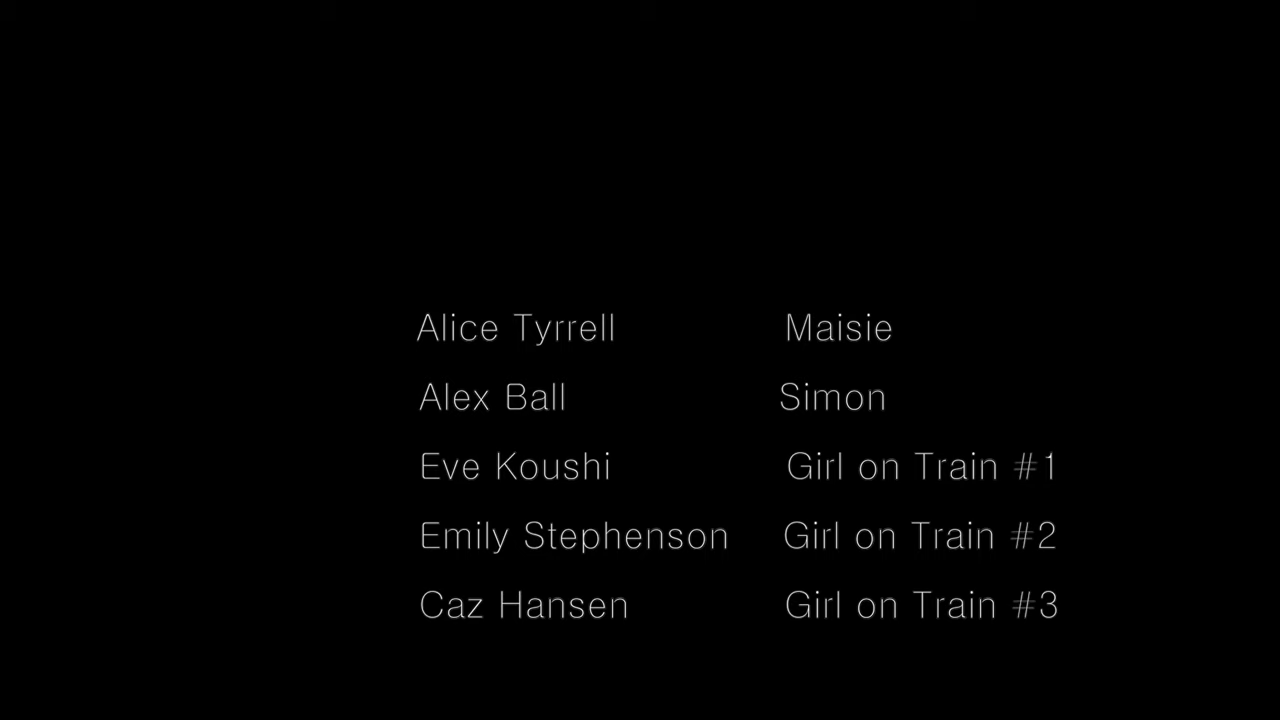 Alice Tyrrell Maisie
Alex Ball Simon
Eve Koushi Girl on Train #1
Emily Stephenson Girl on Train #2
Caz Hansen Girl on Train #3